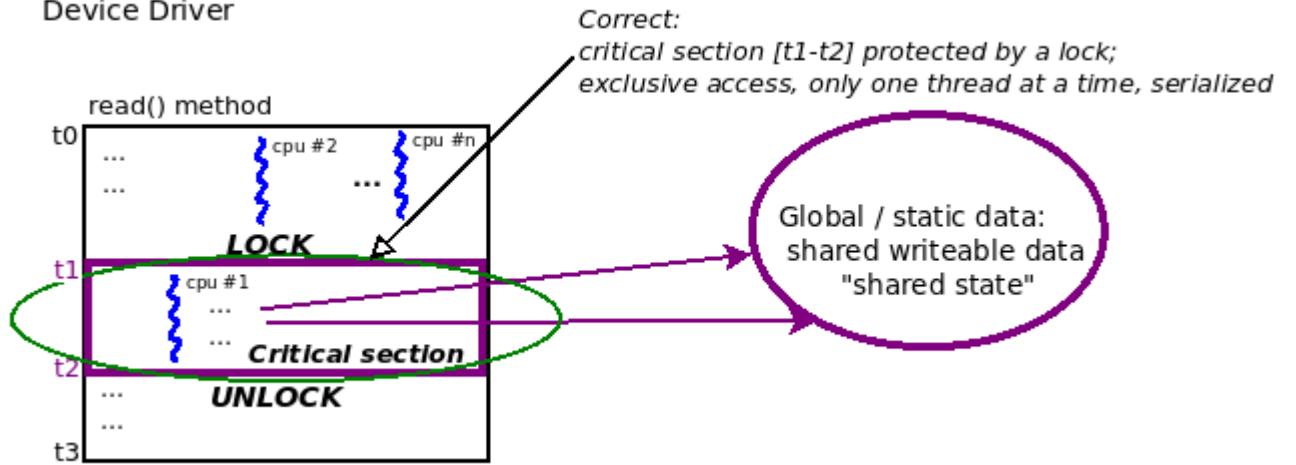 Device Driver
Correct:
critical section [t1-t2] protected by a lock;
exclusive access, only one thread at a time, serialized
read() method
t0
...
cpu #2
cpu #n
...
...
LOCK
t1
cpu #1
...
...
Critical section
t2
UNLOCK
...
...
t3
Global / static data:
shared writeable data
"shared state"